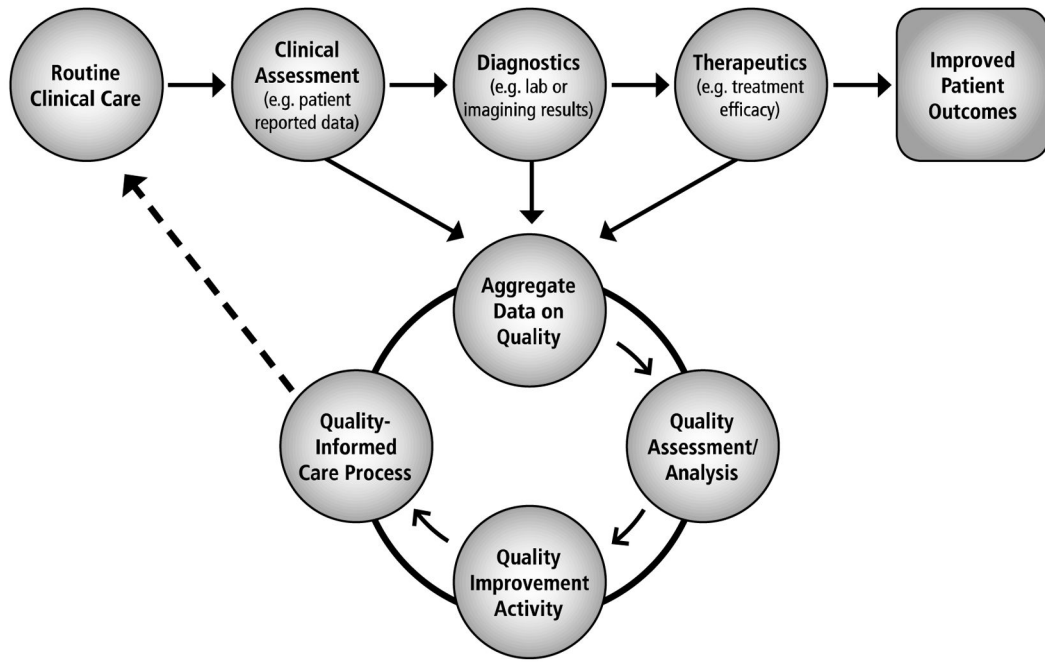 Routine
Clinical Care
Clinical
Assessment
(e.g. patient
reported data)
Diagnostics
(e.g. lab or
imagining results)
Therapeutics
(e.g. treatment
efficacy)
Improved
Patient
Outcomes
Aggregate
Data on
Quality
Quality-
Informed
Care Process
Quality
Assessment/
Analysis
Quality
Improvement
Activity